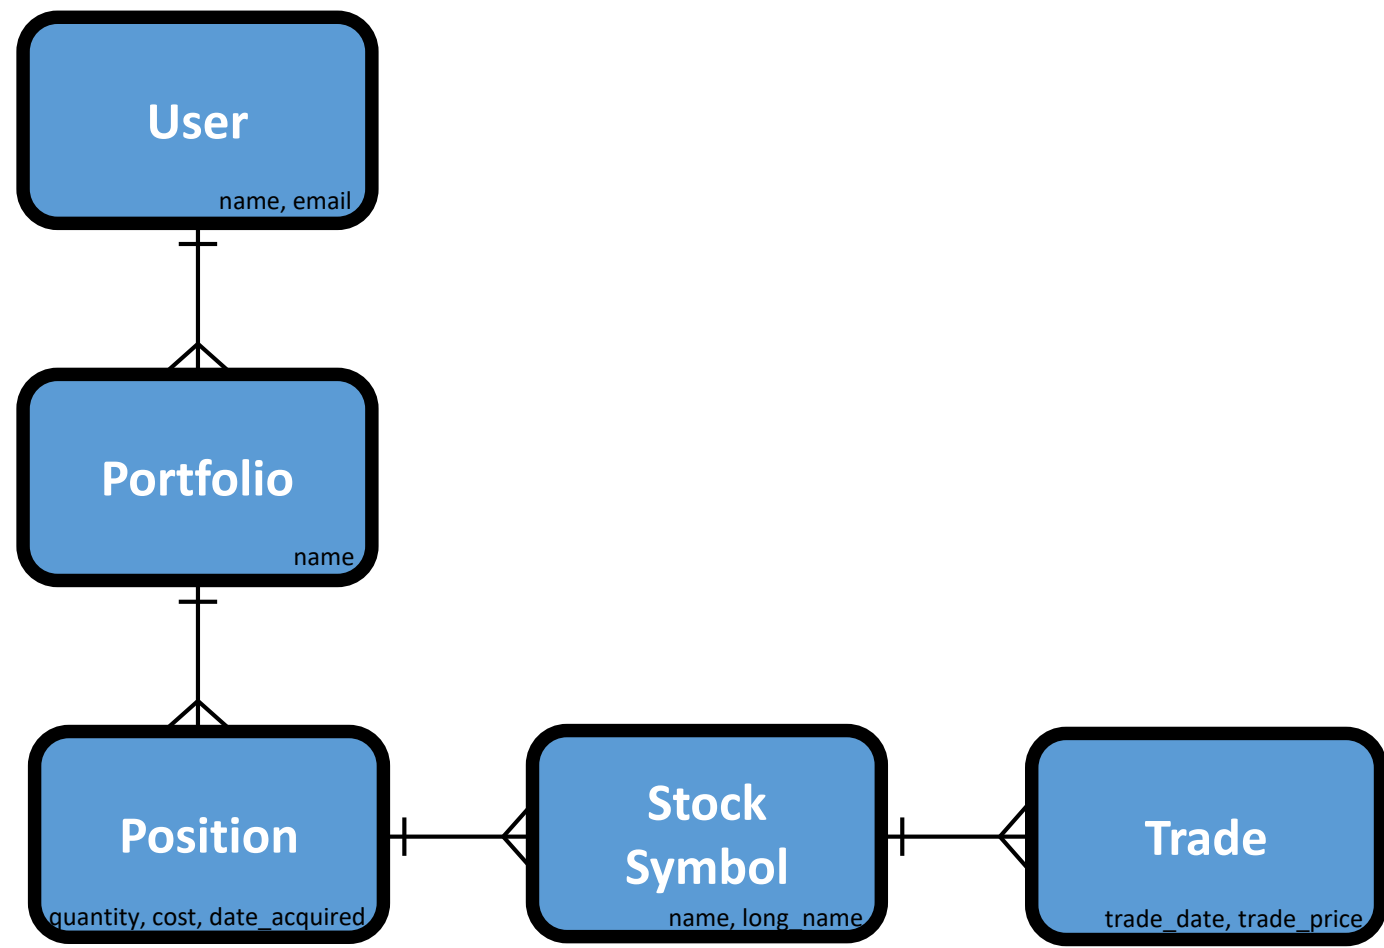 User
name, email
Portfolio
name
Position
quantity, cost, date_acquired
Stock
Symbol
name, long_name
Trade
trade_date, trade_price